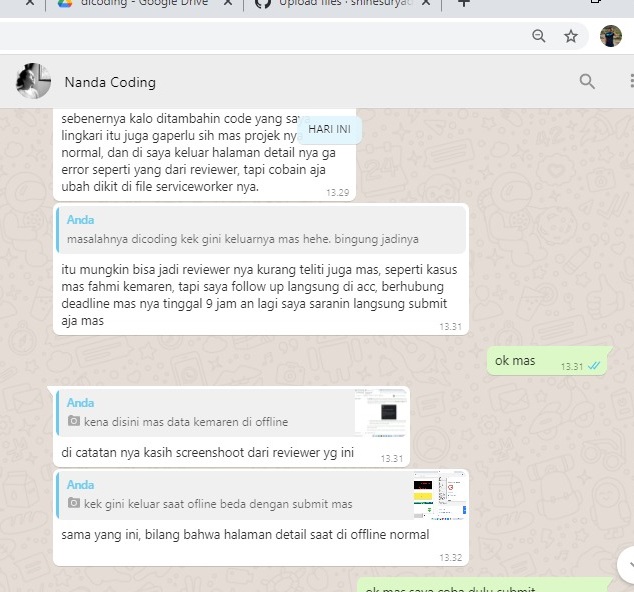 dicoding - Google Drive
Upload files · shinesuryad
Nanda Coding
sebenernya kalo ditambahin code yang saya
lingkari itu juga gaperlu sih mas projek nya
HARI INI
normal, dan di saya keluar halaman detail nya ga
error seperti yang dari reviewer, tapi cobain aja
ubah dikit di file serviceworker nya.
13.29
Anda
masalahnya dicoding kek gini keluarnya mas hehe. bingung jadinya
itu mungkin bisa jadi reviewer nya kurang teliti juga mas, seperti kasus
mas fahmi kemaren, tapi saya follow up langsung di acc, berhubung
deadline mas nya tinggal 9 jam an lagi saya saranin langsung submit
aja mas
13.31
ok mas
13.31
Anda
kena disini mas data kemaren di offline
di catatan nya kasih screenshoot dari reviewer yg ini
13.31
Anda
kek gini keluar saat ofline beda dengan submit mas
sama yang ini, bilang bahwa halaman detail saat di offline normal
13.32
ok mas saya coba dulu submit